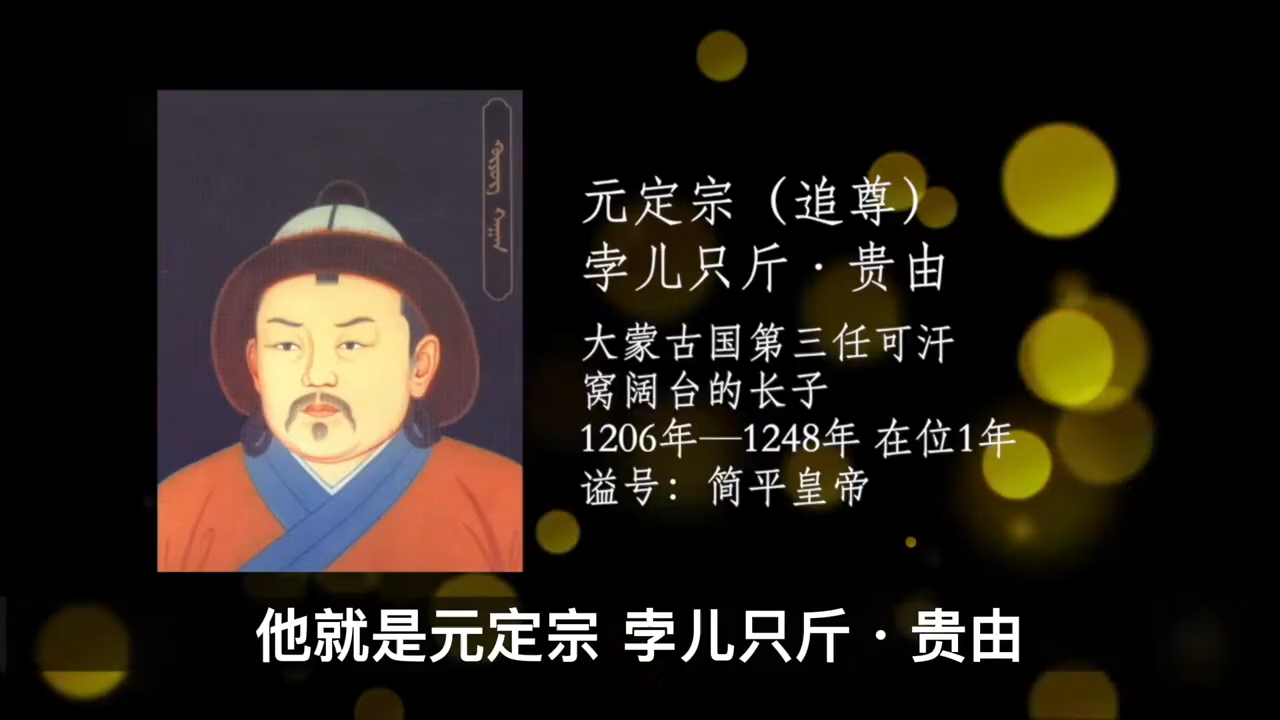 元定宗（追尊）
孛儿只斤·贵由
大蒙古国第三任可汗
窝阔台的长子
1206年—1248年 在位1年
谥号：简平皇帝
他就是元定宗 孛儿只斤·贵由